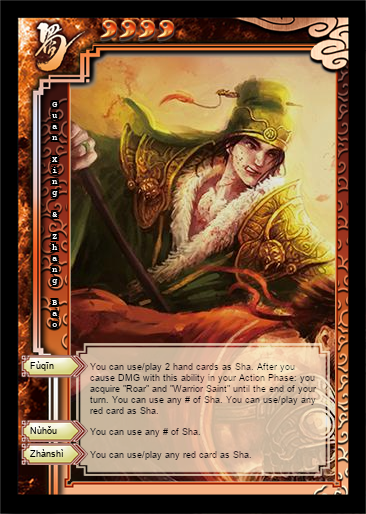 蜀
Guan Xing & Zhang Bao
Fùqīn
You can use/play 2 hand cards as Sha. After you
cause DMG with this ability in your Action Phase: you
acquire "Roar" and "Warrior Saint" until the end of your
turn. You can use any # of Sha. You can use/play any
red card as Sha.
Nùhǒu
You can use any # of Sha.
Zhànshì
You can use/play any red card as Sha.